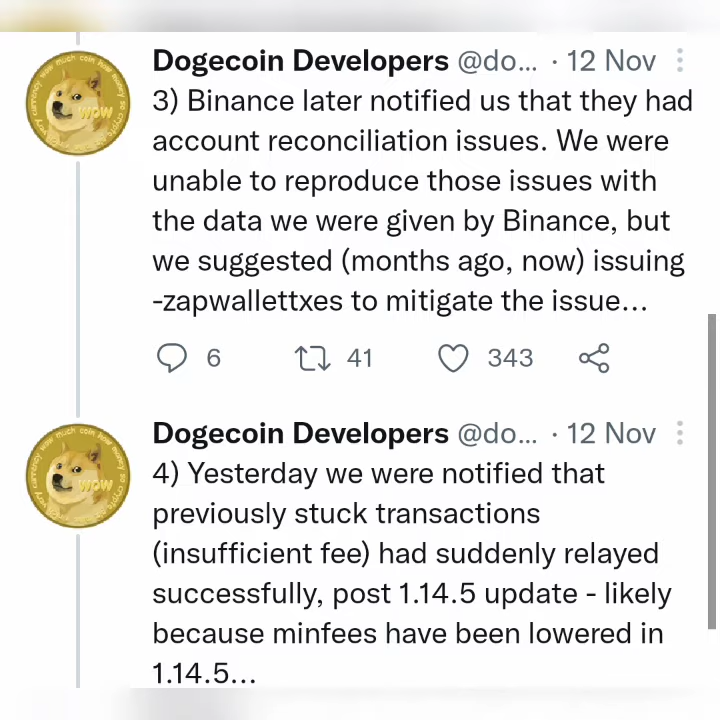 Dogecoin Developers @do... · 12 Nov
3) Binance later notified us that they had
account reconciliation issues. We were
unable to reproduce those issues with
the data we were given by Binance, but
we suggested (months ago, now) issuing
-zapwallettxes to mitigate the issue...
6 41 343
Dogecoin Developers @do... · 12 Nov
4) Yesterday we were notified that
previously stuck transactions
(insufficient fee) had suddenly relayed
successfully, post 1.14.5 update - likely
because minfees have been lowered in
1.14.5...